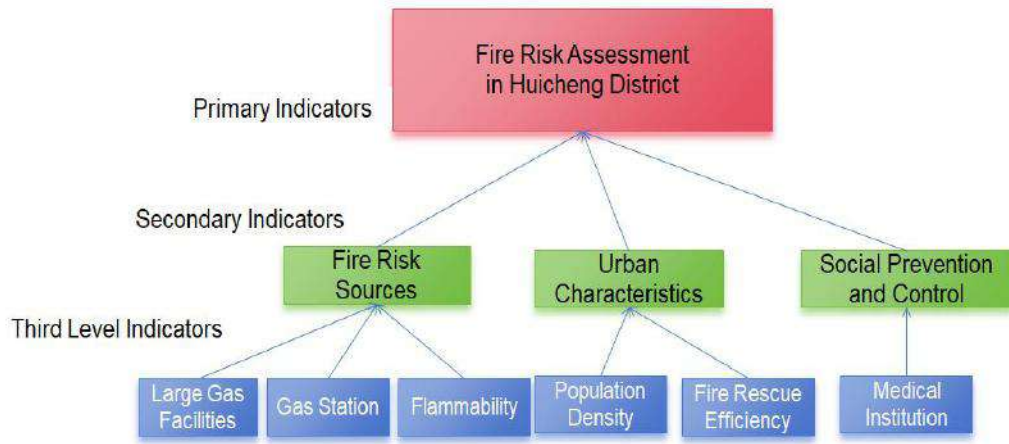 Fire Risk Assessment
in Huicheng District
Primary Indicators
Secondary Indicators
Fire Risk
Sources
Urban
Characteristics
Social Prevention
and Control
Third Level Indicators
Large Gas
Facilities
Gas Station
Flammability
Population
Density
Fire Rescue
Efficiency
Medical
Institution